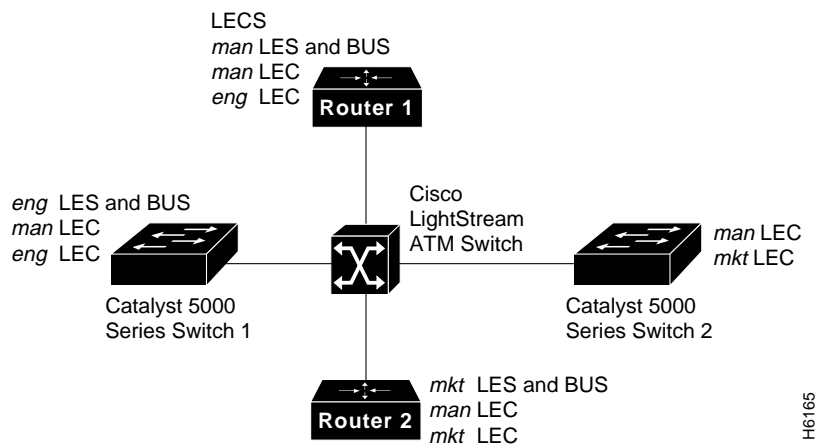 LECS
man LES and BUS
man LEC
eng LEC
Router 1
eng LES and BUS
man LEC
eng LEC
Catalyst 5000
Series Switch 1
Cisco
LightStream
ATM Switch
man LEC
mkt LEC
Catalyst 5000
Series Switch 2
Router 2
mkt LES and BUS
man LEC
mkt LEC
H6165